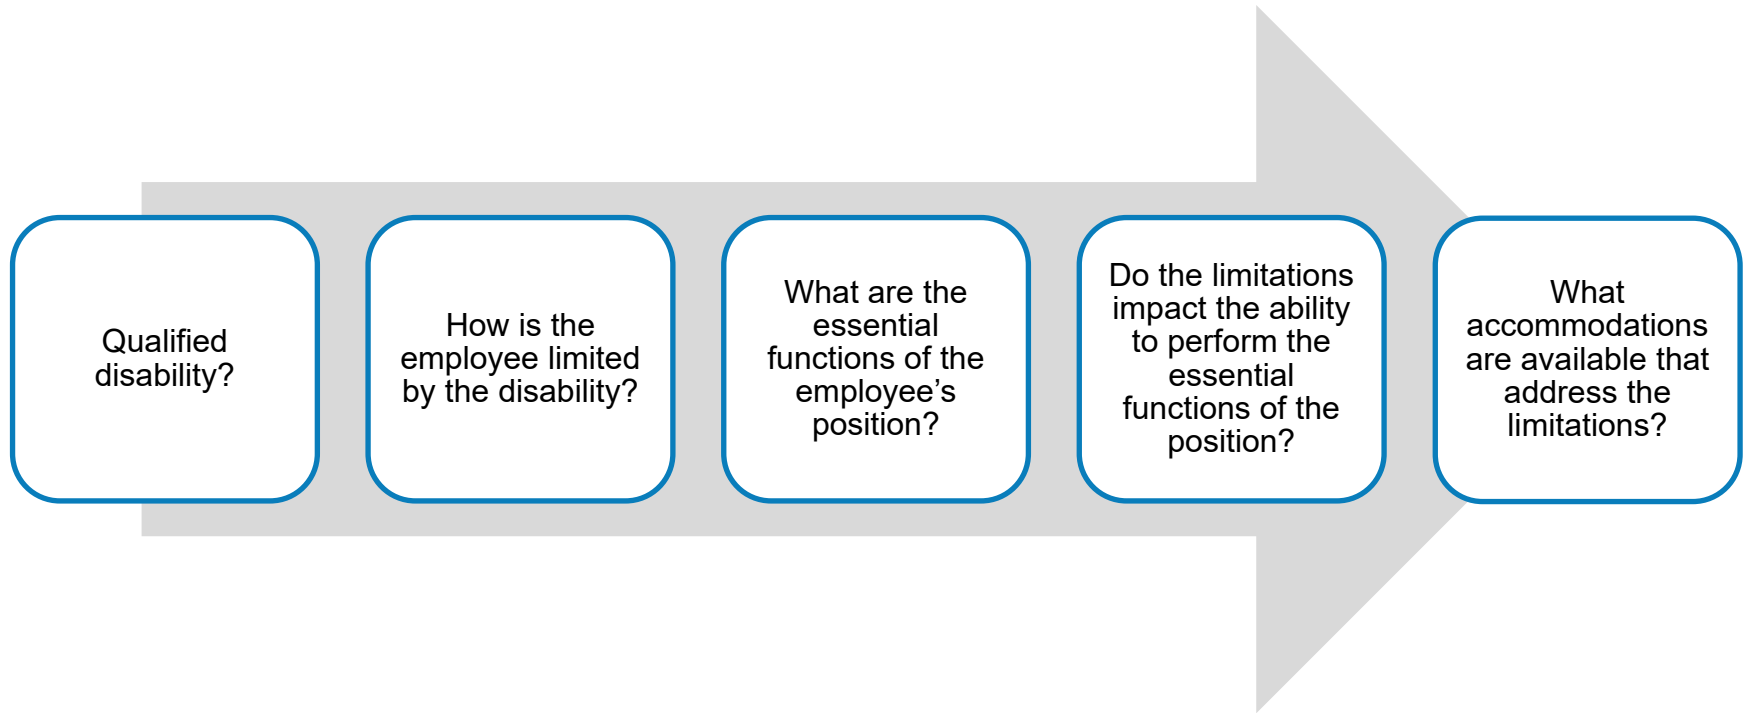 Qualified
disability?
How is the
employee limited
by the disability?
What are the
essential
functions of the
employee’s
position?
Do the limitations
impact the ability
to perform the
essential
functions of the
position?
What
accommodations
are available that
address the
limitations?